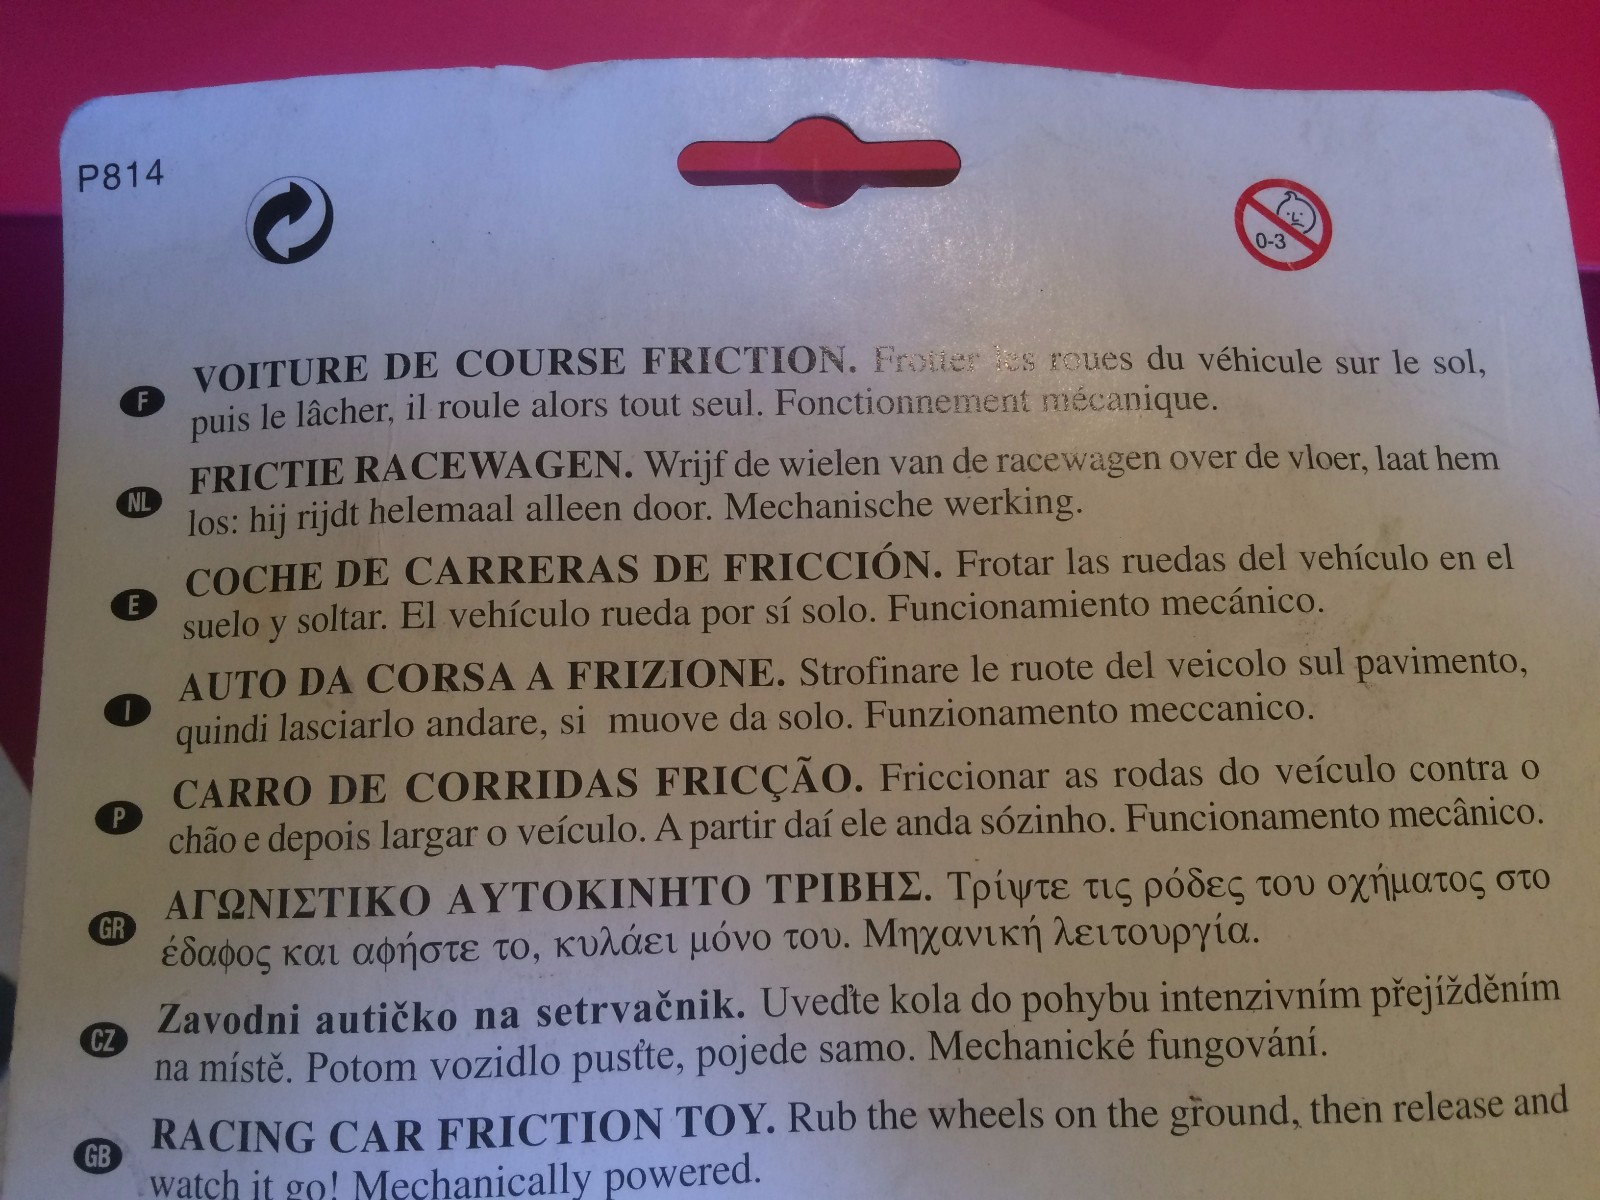 P814
0-3
F VOITURE DE COURSE FRICTION. Frotter les roues du véhicule sur le sol,
puis le lâcher, il roule alors tout seul. Fonctionnement mécanique.
NL FRICTIE RACEWAGEN. Wrijf de wielen van de racewagen over de vloer, laat hem
los: hij rijdt helemaal alleen door. Mechanische werking.
E COCHE DE CARRERAS DE FRICCIÓN. Frotar las ruedas del vehículo en el
suelo y soltar. El vehículo rueda por sí solo. Funcionamiento mecánico.
I AUTO DA CORSA A FRIZIONE. Strofinare le ruote del veicolo sul pavimento,
quindi lasciarlo andare, si muove da solo. Funzionamento meccanico.
P CARRO DE CORRIDAS FRICÇÃO. Friccionar as rodas do veículo contra o
chão e depois largar o veículo. A partir daí ele anda sózinho. Funcionamento mecânico.
GR ΑΓΩΝΙΣΤΙΚΟ ΑΥΤΟΚΙΝΗΤΟ ΤΡΙΒΗΣ. Τρίψτε τις ρόδες του οχήματος στο
έδαφος και αφήστε το, κυλάει μόνο του. Μηχανική λειτουργία.
CZ Zavodni autičko na setrvačnik. Uveďte kola do pohybu intenzivním přejížděním
na místě. Potom vozidlo pusťte, pojede samo. Mechanické fungování.
GB RACING CAR FRICTION TOY. Rub the wheels on the ground, then release and
watch it go! Mechanically powered.